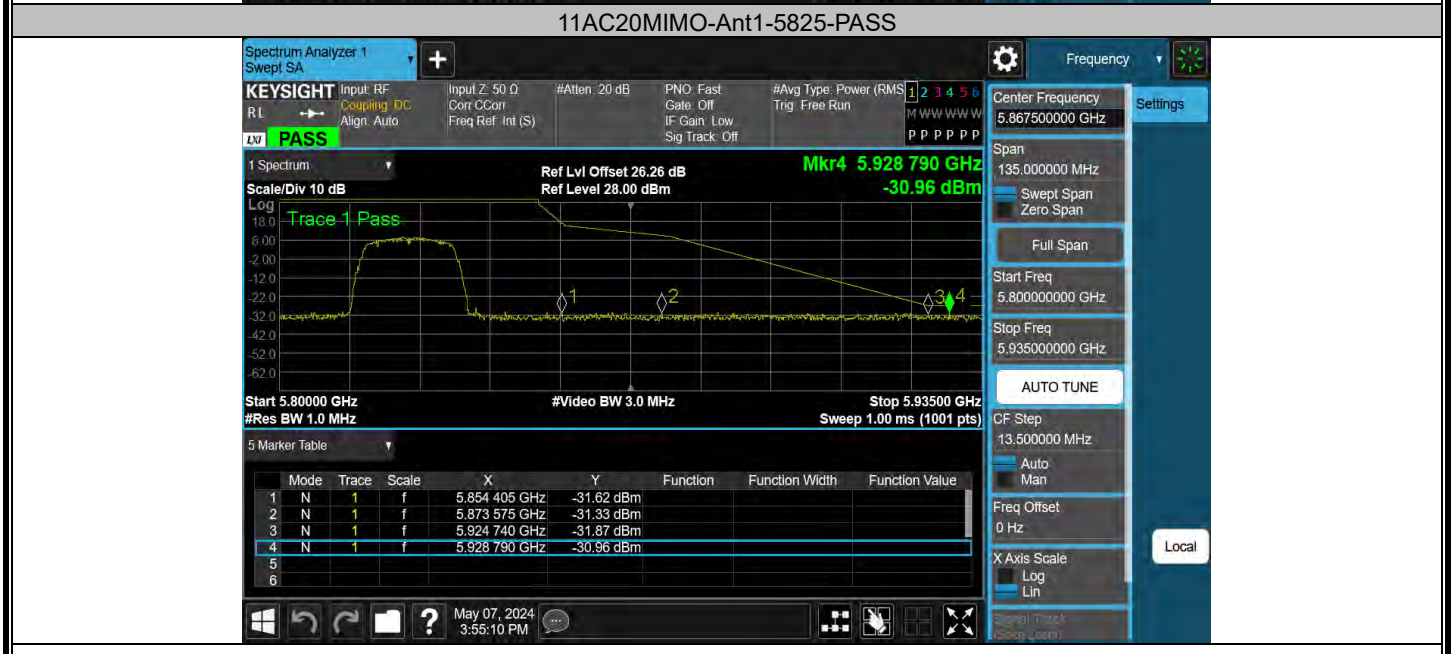 11AC20MIMO-Ant1-5825-PASS
Spectrum Analyzer 1
Swept SA
+
Frequency
KEYSIGHT
RL
LXI PASS
Input: RF
Coupling: DC
Align: Auto
Input Z: 50 Ω
Corr CCorr
Freq Ref: Int (S)
#Atten: 20 dB
PNO: Fast
Gate: Off
IF Gain: Low
Sig Track: Off
#Avg Type: Power (RMS
Trig: Free Run
1 2 3 4 5 6
M W W W W W
P P P P P P
Center Frequency
5.867500000 GHz
Settings
1 Spectrum
Scale/Div 10 dB
Ref Lvl Offset 26.26 dB
Ref Level 28.00 dBm
Mkr4 5.928 790 GHz
-30.96 dBm
Span
135.000000 MHz
Swept Span
Zero Span
Full Span
Log
Trace 1 Pass
18.0
8.00
-2.00
-12.0
-22.0
-32.0
-42.0
-52.0
-62.0
1
2
3
4
Start Freq
5.800000000 GHz
Stop Freq
5.935000000 GHz
AUTO TUNE
Start 5.80000 GHz
#Video BW 3.0 MHz
Stop 5.93500 GHz
#Res BW 1.0 MHz
Sweep 1.00 ms (1001 pts)
CF Step
13.500000 MHz
Auto
Man
5 Marker Table
Mode Trace Scale X Y Function Function Width Function Value
1 N 1 f 5.854 405 GHz -31.62 dBm
2 N 1 f 5.873 575 GHz -31.33 dBm
3 N 1 f 5.924 740 GHz -31.87 dBm
4 N 1 f 5.928 790 GHz -30.96 dBm
5
6
Freq Offset
0 Hz
Local
X Axis Scale
Log
Lin
Signal Track
(Span Zoom)
?
May 07, 2024
3:55:10 PM